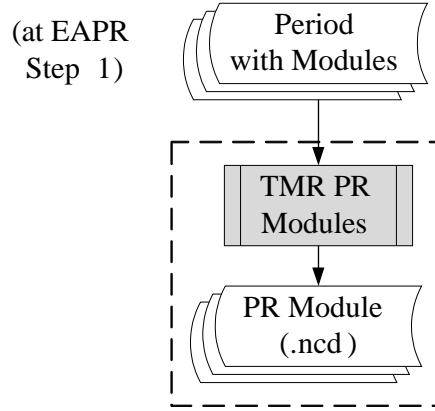 (at EAPR
Step 1)
Period
with Modules
TMR PR
Modules
PR Module
(.ncd )